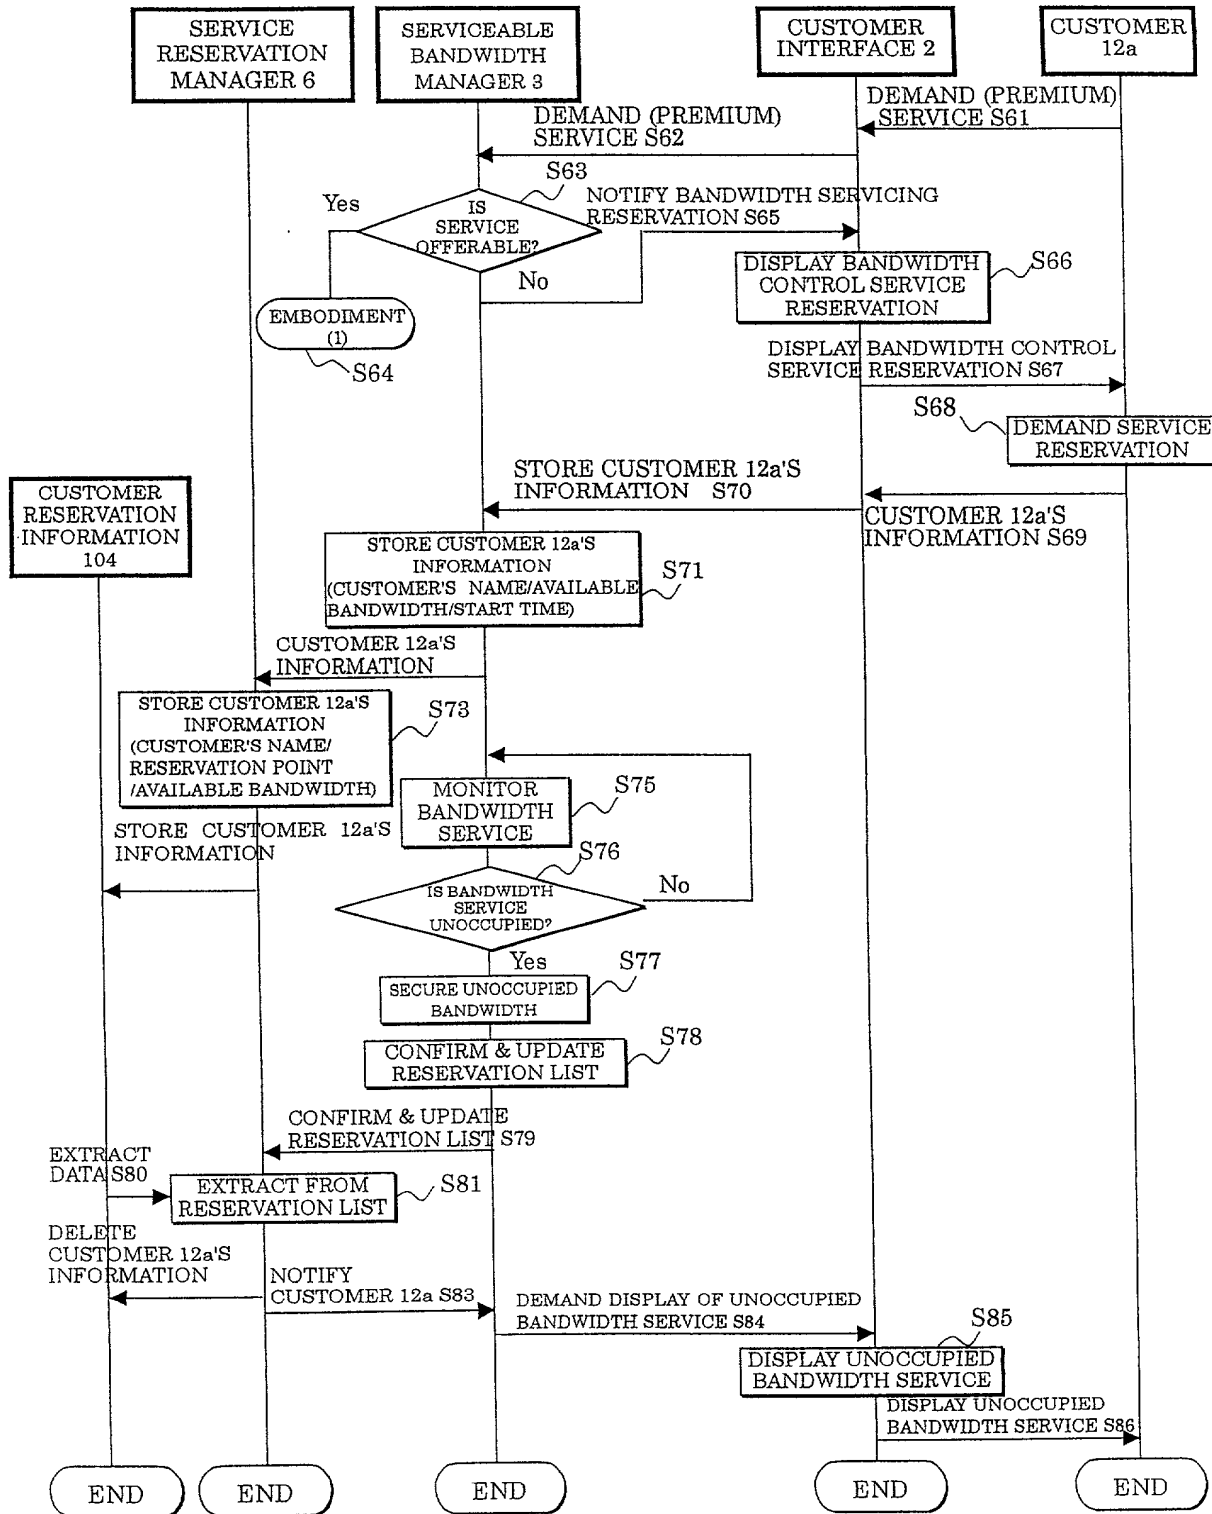 SERVICE
RESERVATION
MANAGER 6
SERVICEABLE
BANDWIDTH
MANAGER 3
CUSTOMER
INTERFACE 2
CUSTOMER
12a
DEMAND (PREMIUM)
SERVICE S61
DEMAND (PREMIUM)
SERVICE S62
S63
Yes
IS
SERVICE
OFFERABLE?
NOTIFY BANDWIDTH SERVICING
RESERVATION S65
No
EMBODIMENT
(1)
S64
DISPLAY BANDWIDTH
CONTROL SERVICE
RESERVATION
S66
DISPLAY BANDWIDTH CONTROL
SERVICE RESERVATION S67
S68
DEMAND SERVICE
RESERVATION
STORE CUSTOMER 12a'S
INFORMATION S70
CUSTOMER 12a'S
INFORMATION S69
CUSTOMER
RESERVATION
INFORMATION
104
STORE CUSTOMER 12a'S
INFORMATION
(CUSTOMER'S NAME/AVAILABLE
BANDWIDTH/START TIME)
S71
CUSTOMER 12a'S
INFORMATION
STORE CUSTOMER 12a'S
INFORMATION
(CUSTOMER'S NAME/
RESERVATION POINT
/AVAILABLE BANDWIDTH)
S73
MONITOR
BANDWIDTH
SERVICE
S75
STORE CUSTOMER 12a'S
INFORMATION
S76
IS BANDWIDTH
SERVICE
UNOCCUPIED?
No
Yes
SECURE UNOCCUPIED
BANDWIDTH
S77
CONFIRM & UPDATE
RESERVATION LIST
S78
CONFIRM & UPDATE
RESERVATION LIST S79
EXTRACT
DATA S80
EXTRACT FROM
RESERVATION LIST
S81
DELETE
CUSTOMER 12a'S
INFORMATION
NOTIFY
CUSTOMER 12a S83
DEMAND DISPLAY OF UNOCCUPIED
BANDWIDTH SERVICE S84
S85
DISPLAY UNOCCUPIED
BANDWIDTH SERVICE
DISPLAY UNOCCUPIED
BANDWIDTH SERVICE S86
END
END
END
END
END